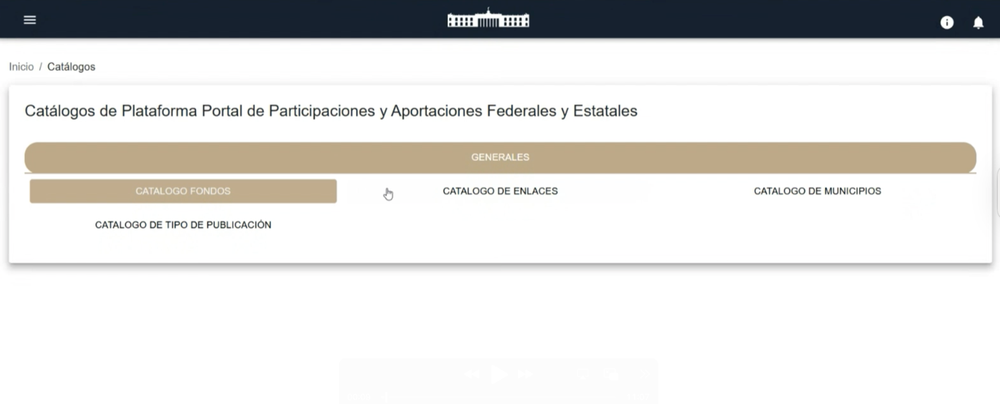 Inicio / Catálogos
Catálogos de Plataforma Portal de Participaciones y Aportaciones Federales y Estatales
GENERALES
CATALOGO FONDOS
CATALOGO DE ENLACES
CATALOGO DE MUNICIPIOS
CATALOGO DE TIPO DE PUBLICACIÓN